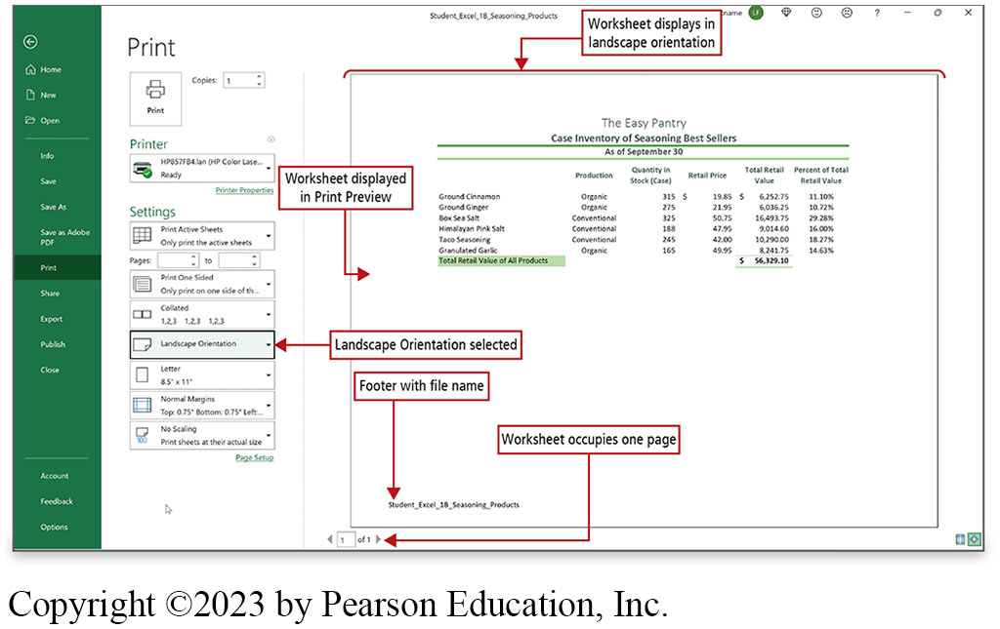 Student_Excel_1B_Seasoning_Products
name LF ?
Worksheet displays in
landscape orientation
Home
New
Open
Info
Save
Save As
Save as Adobe
PDF
Print
Share
Export
Publish
Close
Account
Feedback
Options
Print
Print
Copies: 1
Printer
HPB57FB4.lan (HP Color Lase...
Ready
Printer Properties
Settings
Print Active Sheets
Only print the active sheets
Pages: to
Print One Sided
Only print on one side of th...
Collated
1,2,3 1,2,3 1,2,3
Landscape Orientation
Letter
8.5" x 11"
Normal Margins
Top: 0.75" Bottom: 0.75" Left:...
No Scaling
100
Print sheets at their actual size
Page Setup
Worksheet displayed
in Print Preview
Landscape Orientation selected
Footer with file name
Worksheet occupies one page
The Easy Pantry
Case Inventory of Seasoning Best Sellers
As of September 30
Production Quantity in Stock (Case) Retail Price Total Retail Value Percent of Total Retail Value
Ground Cinnamon Organic 315 $ 19.85 $ 6,252.75 11.10%
Ground Ginger Organic 275 21.95 6,036.25 10.72%
Box Sea Salt Conventional 325 50.75 16,493.75 29.28%
Himalayan Pink Salt Conventional 188 47.95 9,014.60 16.00%
Taco Seasoning Conventional 245 42.00 10,290.00 18.27%
Granulated Garlic Organic 165 49.95 8,241.75 14.63%
Total Retail Value of All Products $ 56,329.10
Student_Excel_1B_Seasoning_Products
1 of 1
Copyright ©2023 by Pearson Education, Inc.